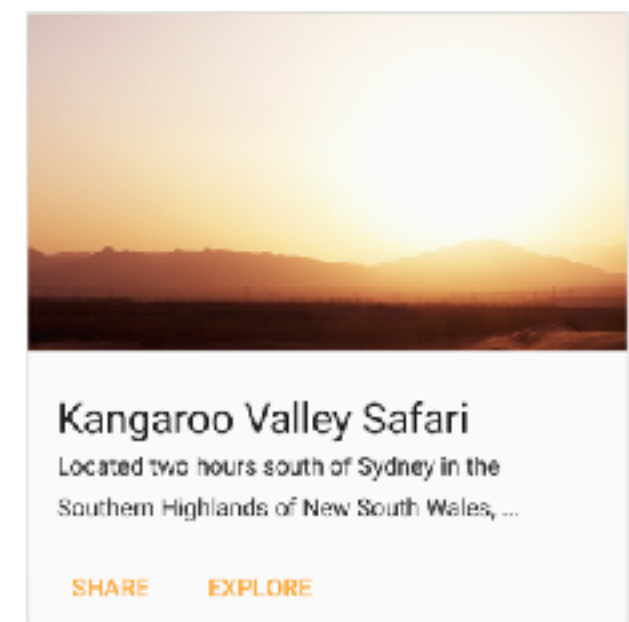 Kangaroo Valley Safari
Located two hours south of Sydney in the
Southern Highlands of New South Wales, ...
SHARE EXPLORE